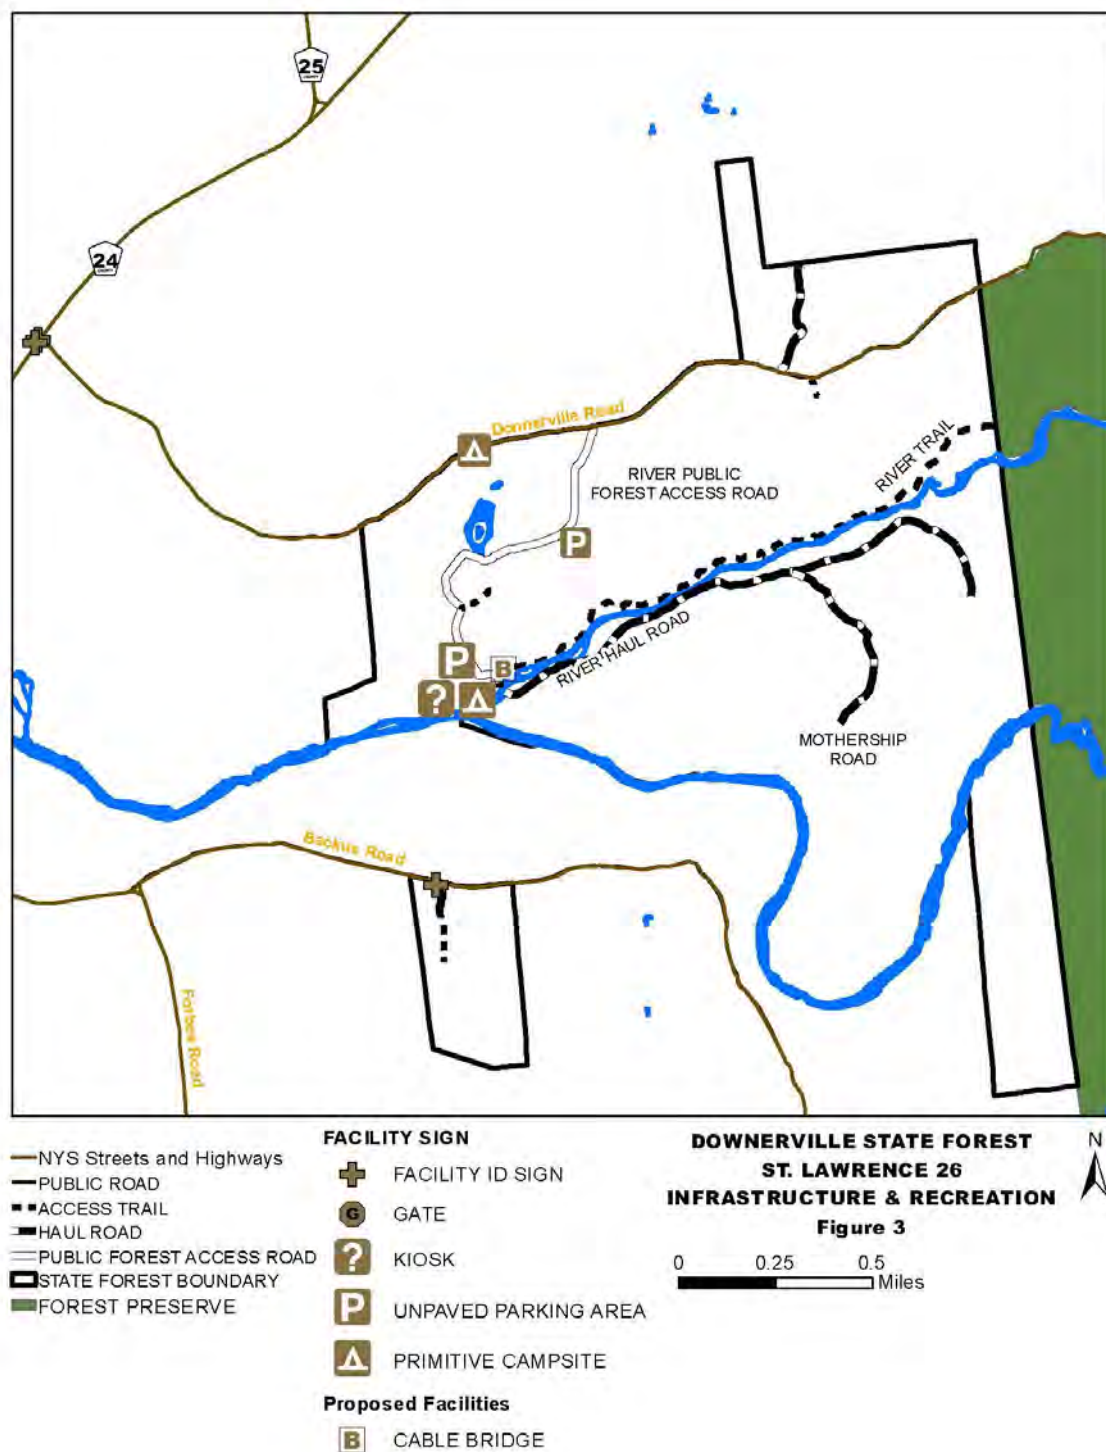 25
COUNTY
24
COUNTY
Donnerville Road
RIVER PUBLIC
FOREST ACCESS ROAD
RIVER TRAIL
P
P
B
?
RIVER HAUL ROAD
MOTHERSHIP
ROAD
Backus Road
Forbes Road
NYS Streets and Highways
PUBLIC ROAD
ACCESS TRAIL
HAUL ROAD
PUBLIC FOREST ACCESS ROAD
STATE FOREST BOUNDARY
FOREST PRESERVE
FACILITY SIGN
FACILITY ID SIGN
G GATE
? KIOSK
P UNPAVED PARKING AREA
PRIMITIVE CAMPSITE
Proposed Facilities
B CABLE BRIDGE
DOWNERVILLE STATE FOREST
ST. LAWRENCE 26
INFRASTRUCTURE & RECREATION
Figure 3
N
0 0.25 0.5
Miles